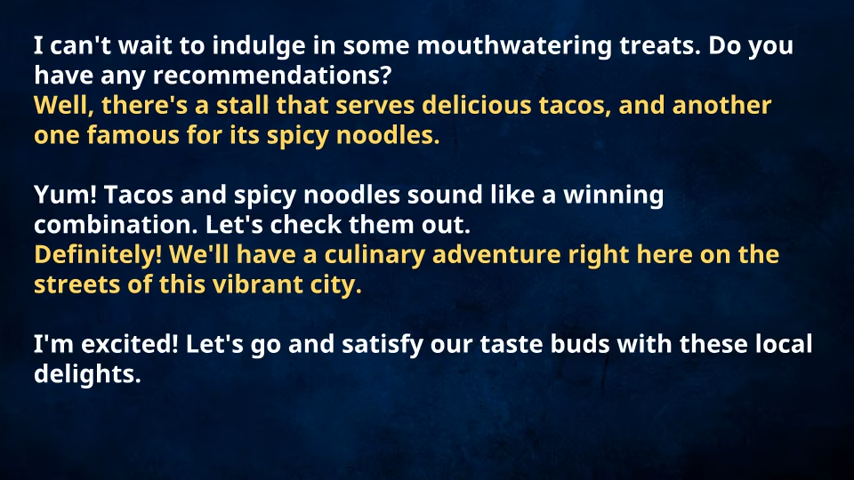 I can't wait to indulge in some mouthwatering treats. Do you
have any recommendations?
Well, there's a stall that serves delicious tacos, and another
one famous for its spicy noodles.
Yum! Tacos and spicy noodles sound like a winning
combination. Let's check them out.
Definitely! We'll have a culinary adventure right here on the
streets of this vibrant city.
I'm excited! Let's go and satisfy our taste buds with these local
delights.